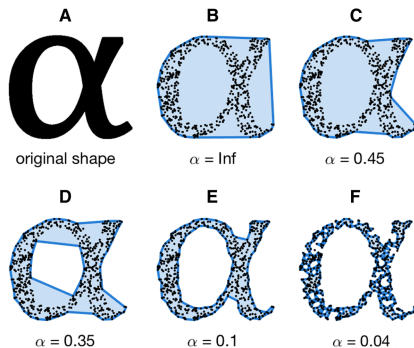 A
B
C
α
original shape
α = Inf
α = 0.45
D
E
F
α = 0.35
α = 0.1
α = 0.04